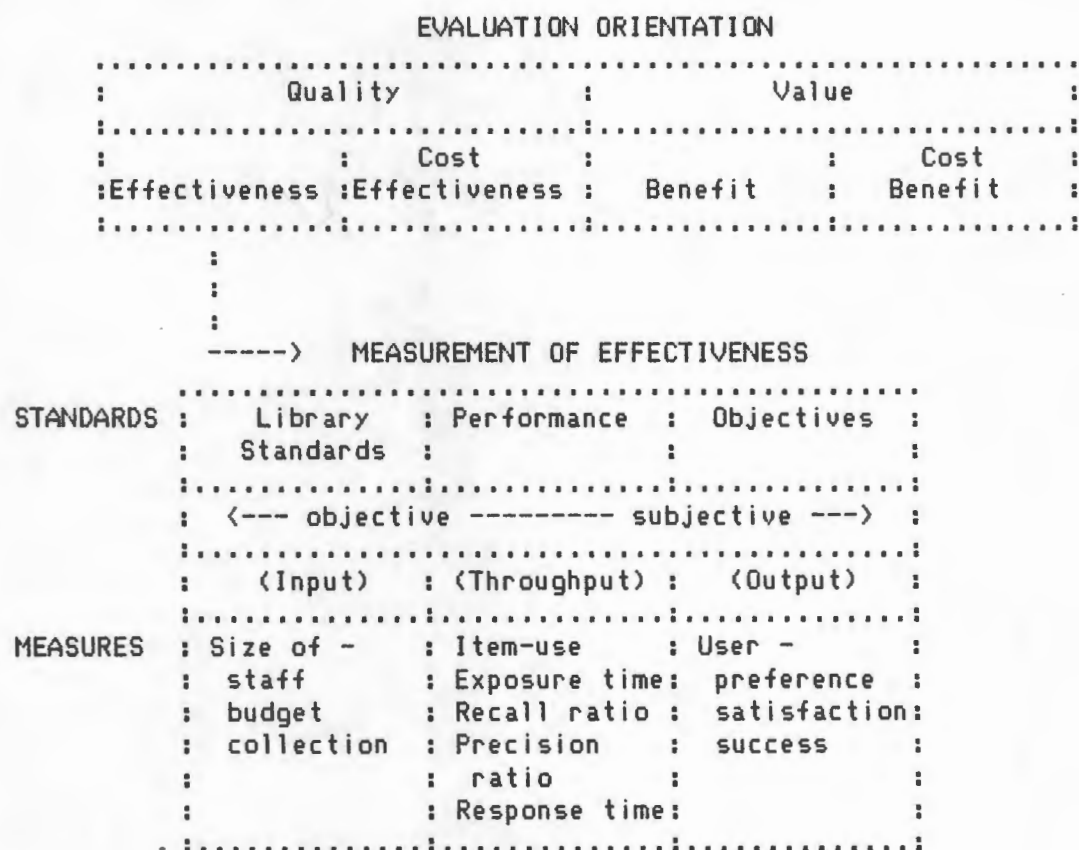 EVALUATION ORIENTATION
Quality Value
Cost Cost
Effectiveness Effectiveness Benefit Benefit
-----> MEASUREMENT OF EFFECTIVENESS
STANDARDS Library Performance Objectives
Standards
<--- objective --------- subjective --->
(Input) (Throughput) (Output)
MEASURES Size of - Item-use User -
staff Exposure time preference
budget Recall ratio satisfaction
collection Precision success
ratio
Response time